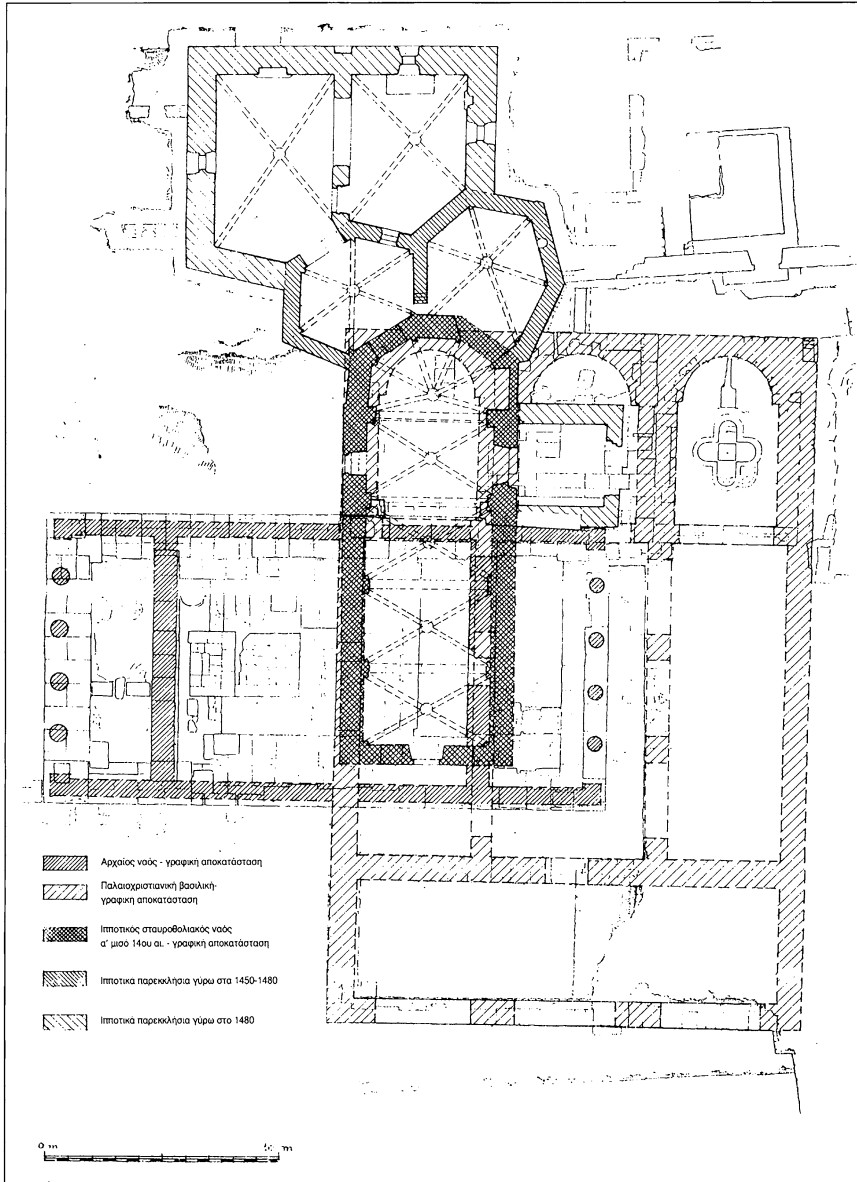 Αρχαίος ναός - γραφική αποκατάσταση
Παλαιοχριστιανική βασιλική-
γραφική αποκατάσταση
Ιπποτικός σταυροθολιακός ναός
α' μισό 14ου αι. - γραφική αποκατάσταση
Ιπποτικά παρεκκλήσια γύρω στα 1450-1480
Ιπποτικά παρεκκλήσια γύρω στο 1480
0 m
m